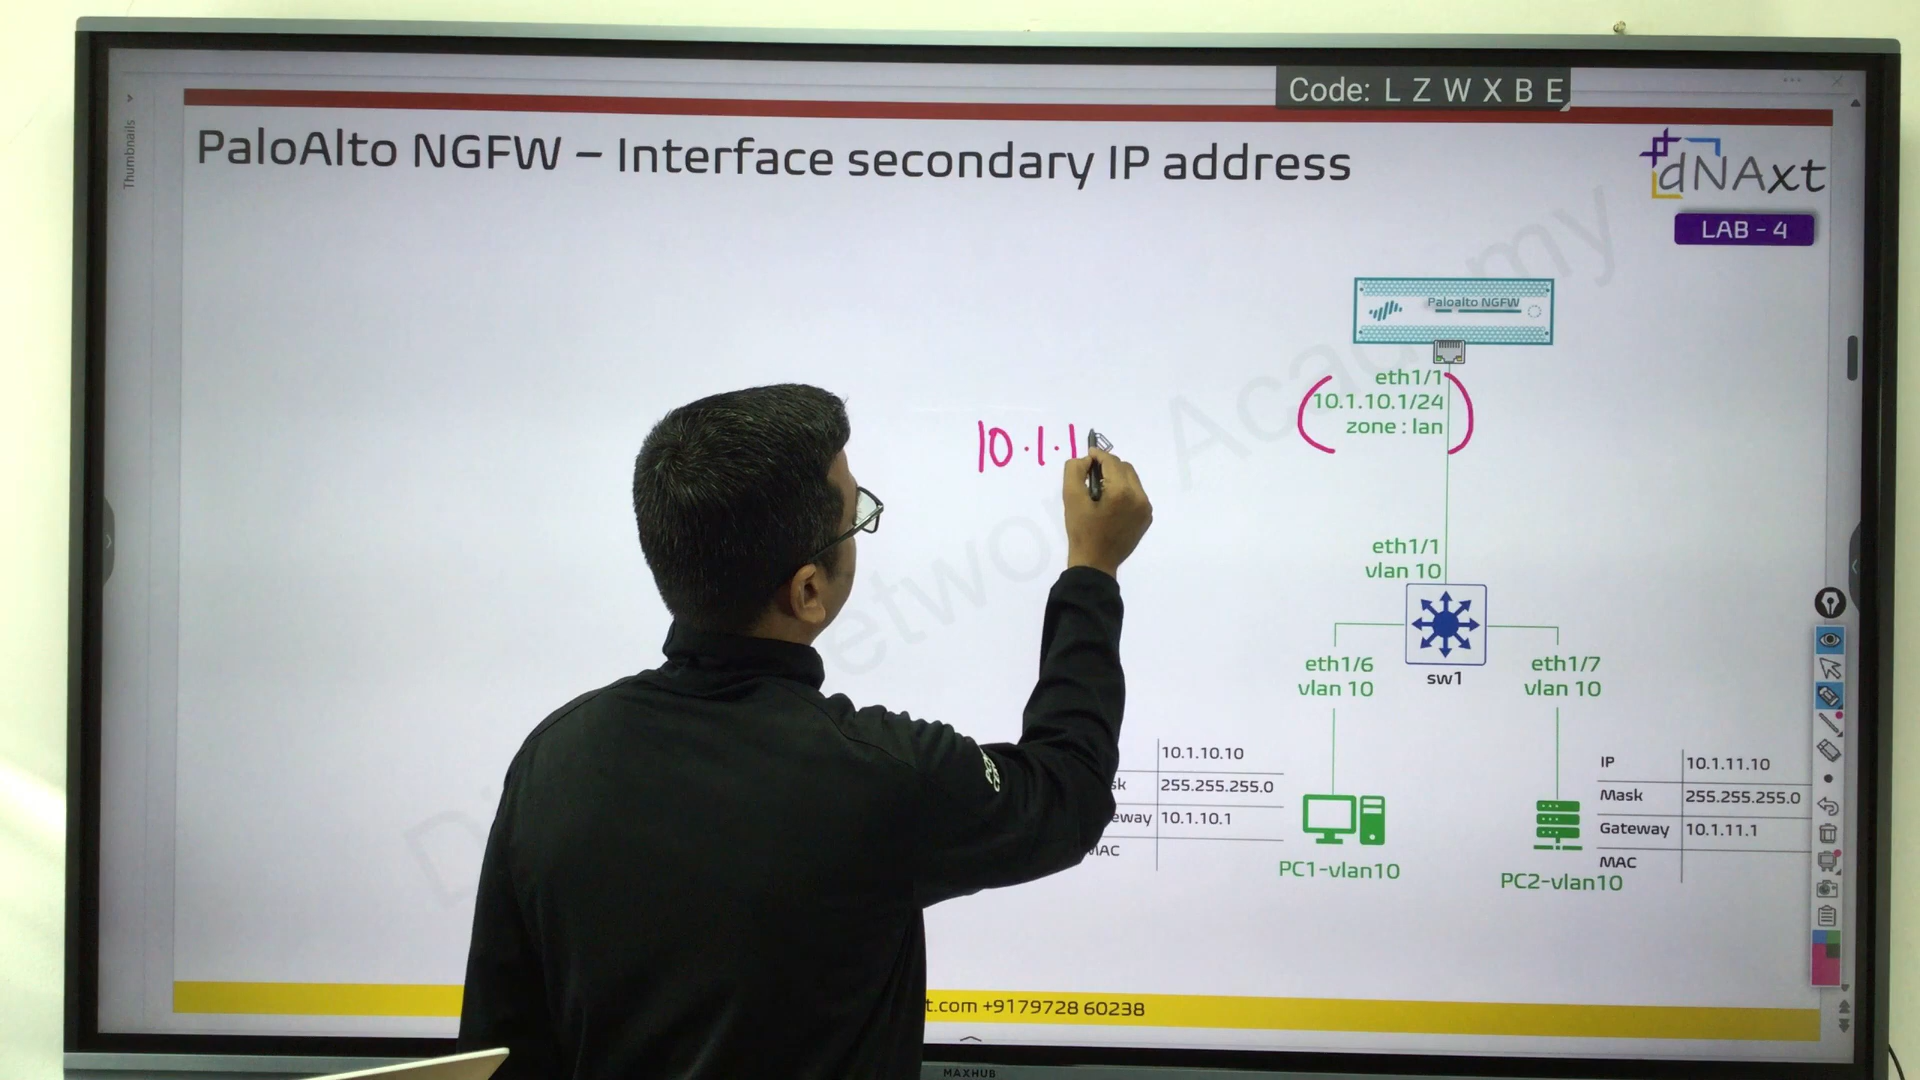 Code: L Z W X B E
Thumbnails
PaloAlto NGFW – Interface secondary IP address
dNAxt
LAB - 4
Paloalto NGFW
eth1/1
10.1.10.1/24
zone : lan
10.1.1
eth1/1
vlan 10
sw1
eth1/6
vlan 10
eth1/7
vlan 10
10.1.10.10
sk 255.255.255.0
eway 10.1.10.1
MAC
PC1-vlan10
IP 10.1.11.10
Mask 255.255.255.0
Gateway 10.1.11.1
MAC
PC2-vlan10
etwork Academy
t.com +9179728 60238
MAXHUB